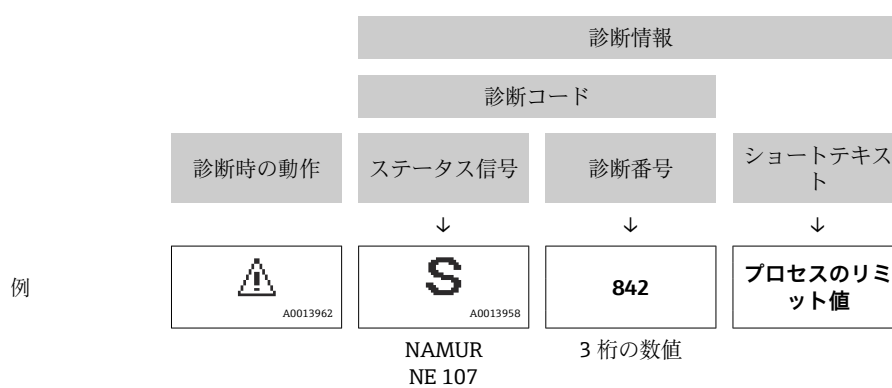 診断情報
診断コード
診断時の動作
ステータス信号
診断番号
ショートテキス
ト
↓
↓
↓
例
A0013962
S
A0013958
842
プロセスのリミ
ット値
NAMUR
NE 107
3 桁の数値